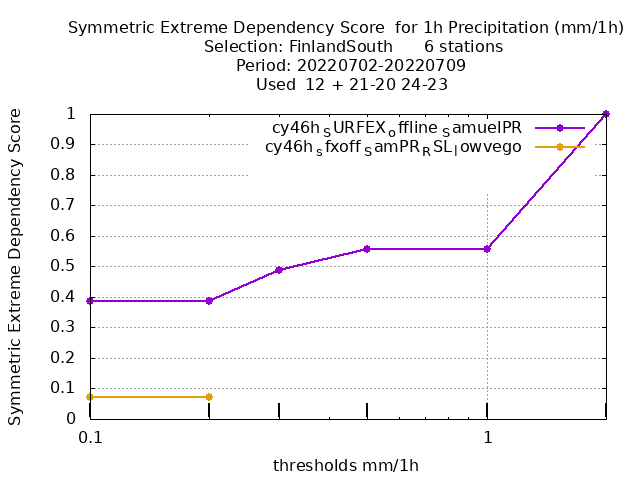 Symmetric Extreme Dependency Score  for 1h Precipitation (mm/1h)
Selection: FinlandSouth      6 stations
Period: 20220702-20220709
Used  12 + 21-20 24-23
cy46h_SURFEX_offline_SamuelPR
cy46h_sfxoff_SamPR_RSL_lowvego
Symmetric Extreme Dependency Score
1
0.9
0.8
0.7
0.6
0.5
0.4
0.3
0.2
0.1
0
0.1
1
thresholds mm/1h